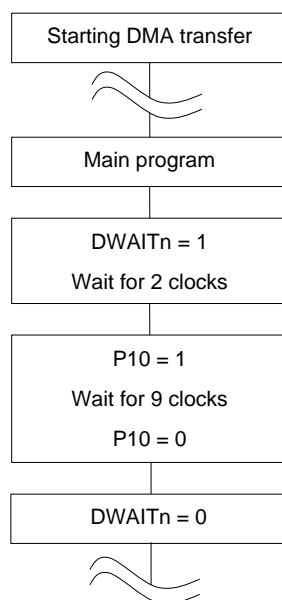 Starting DMA transfer
Main program
DWAITn = 1
Wait for 2 clocks
P10 = 1
Wait for 9 clocks
P10 = 0
DWAITn = 0